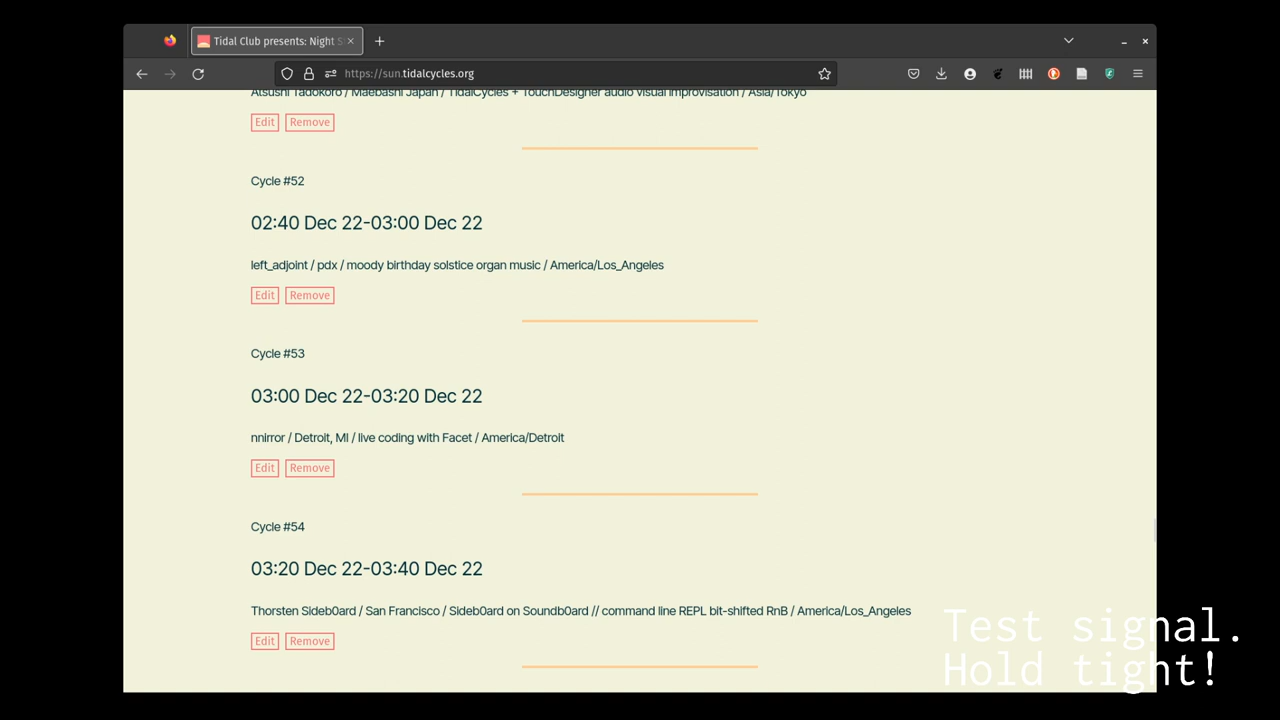 Tidal Club presents: Night S
https://sun.tidalcycles.org
Atsushi Tadokoro / Maebashi Japan / TidalCycles + TouchDesigner audio visual improvisation / Asia/Tokyo
Edit Remove
Cycle #52
02:40 Dec 22-03:00 Dec 22
left_adjoint / pdx / moody birthday solstice organ music / America/Los_Angeles
Edit Remove
Cycle #53
03:00 Dec 22-03:20 Dec 22
nnirror / Detroit, MI / live coding with Facet / America/Detroit
Edit Remove
Cycle #54
03:20 Dec 22-03:40 Dec 22
Thorsten Sideb0ard / San Francisco / Sideb0ard on Soundb0ard // command line REPL bit-shifted RnB / America/Los_Angeles
Edit Remove
Test signal.
Hold tight!